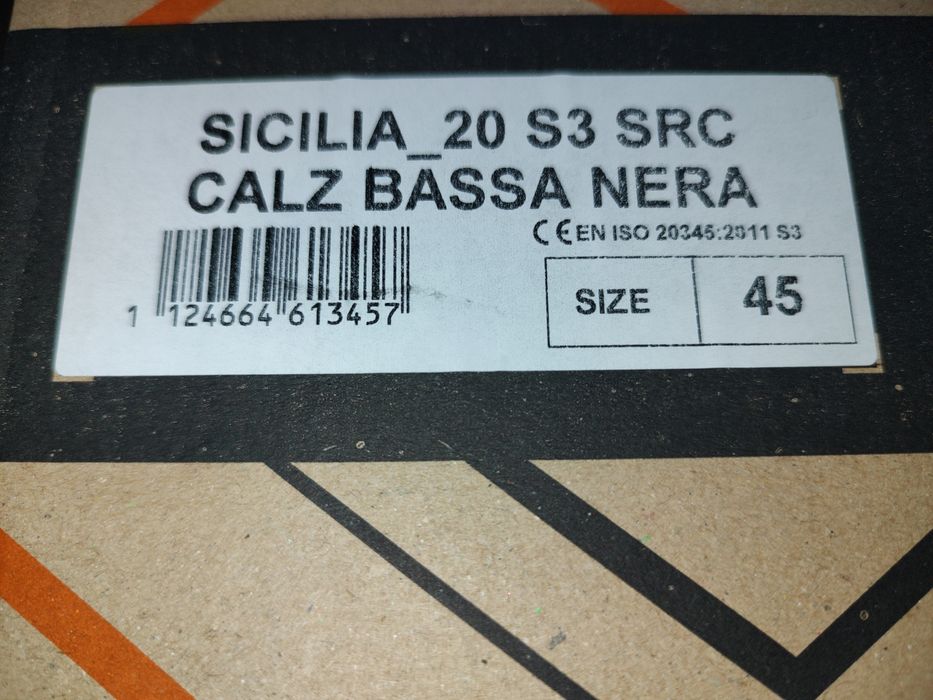 SICILIA_20 S3 SRC
CALZ BASSA NERA
CE EN ISO 20345:2011 S3
1 124664 613457
SIZE 45